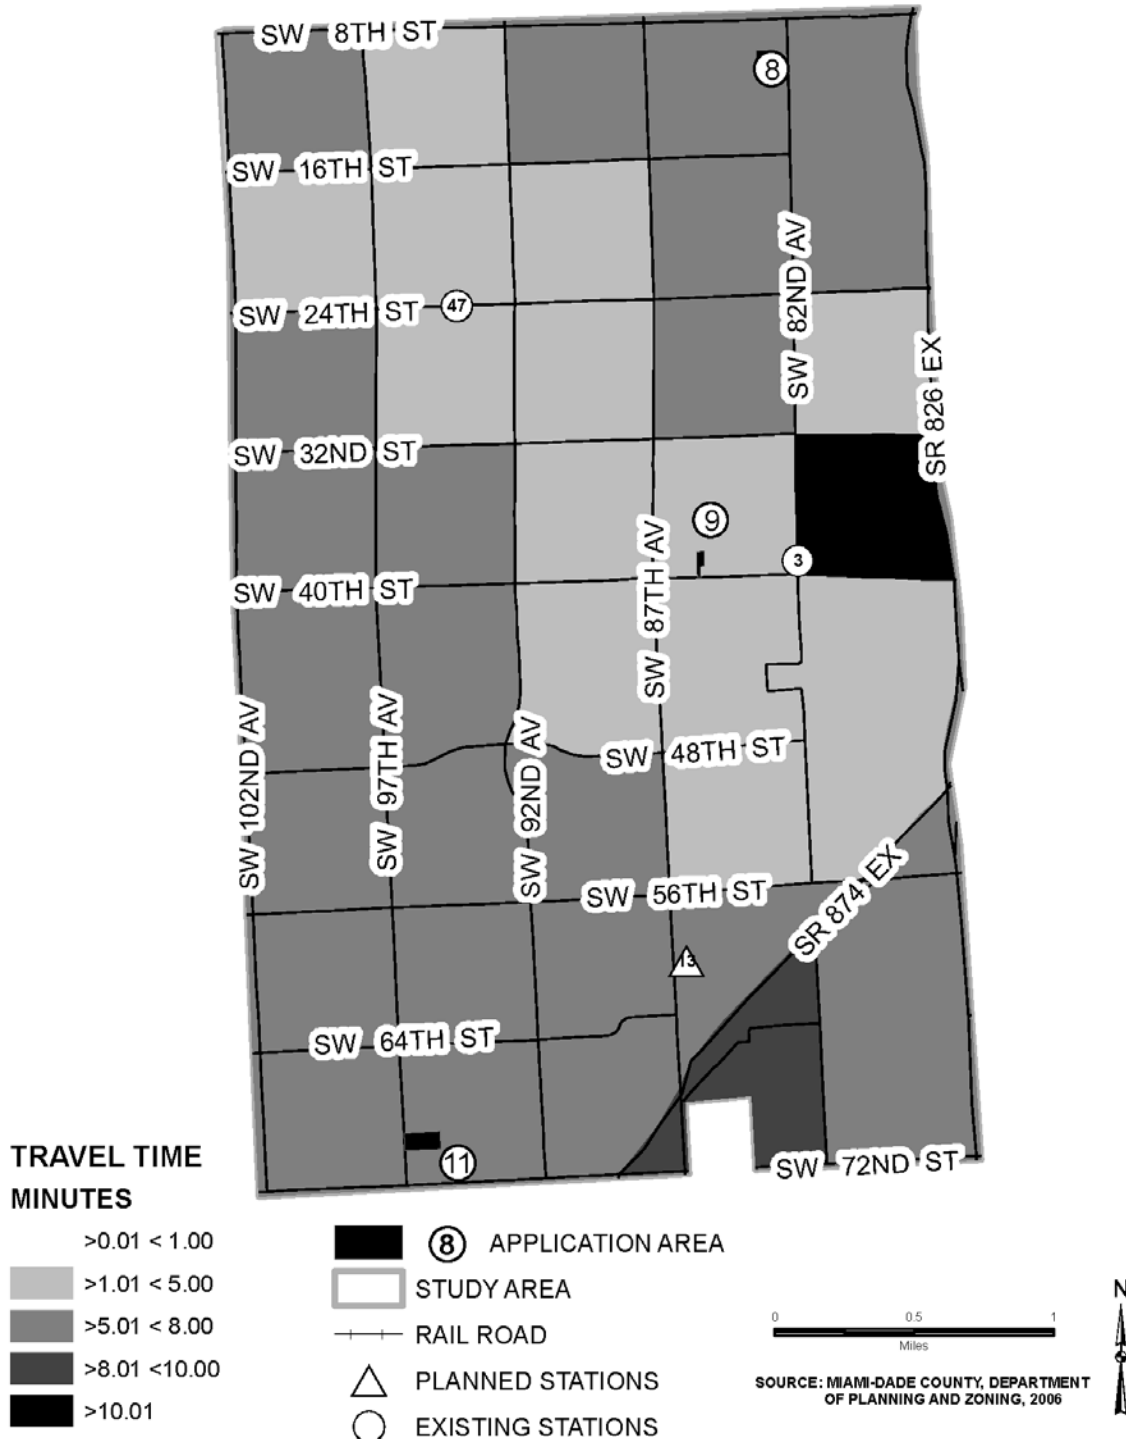 SW 8TH ST
8
SW 16TH ST
SW 82ND AV
SW 24TH ST
47
SR 826 EX
SW 32ND ST
9
SW 87TH AV
3
SW 40TH ST
SW 102ND AV
SW 97TH AV
SW 92ND AV
SW 48TH ST
SW 56TH ST
SR 874 EX
13
SW 64TH ST
11
SW 72ND ST
TRAVEL TIME
MINUTES
>0.01 < 1.00
>1.01 < 5.00
>5.01 < 8.00
>8.01 <10.00
>10.01
8 APPLICATION AREA
STUDY AREA
RAIL ROAD
PLANNED STATIONS
EXISTING STATIONS
0 0.5 1
Miles
SOURCE: MIAMI-DADE COUNTY, DEPARTMENT
OF PLANNING AND ZONING, 2006
N